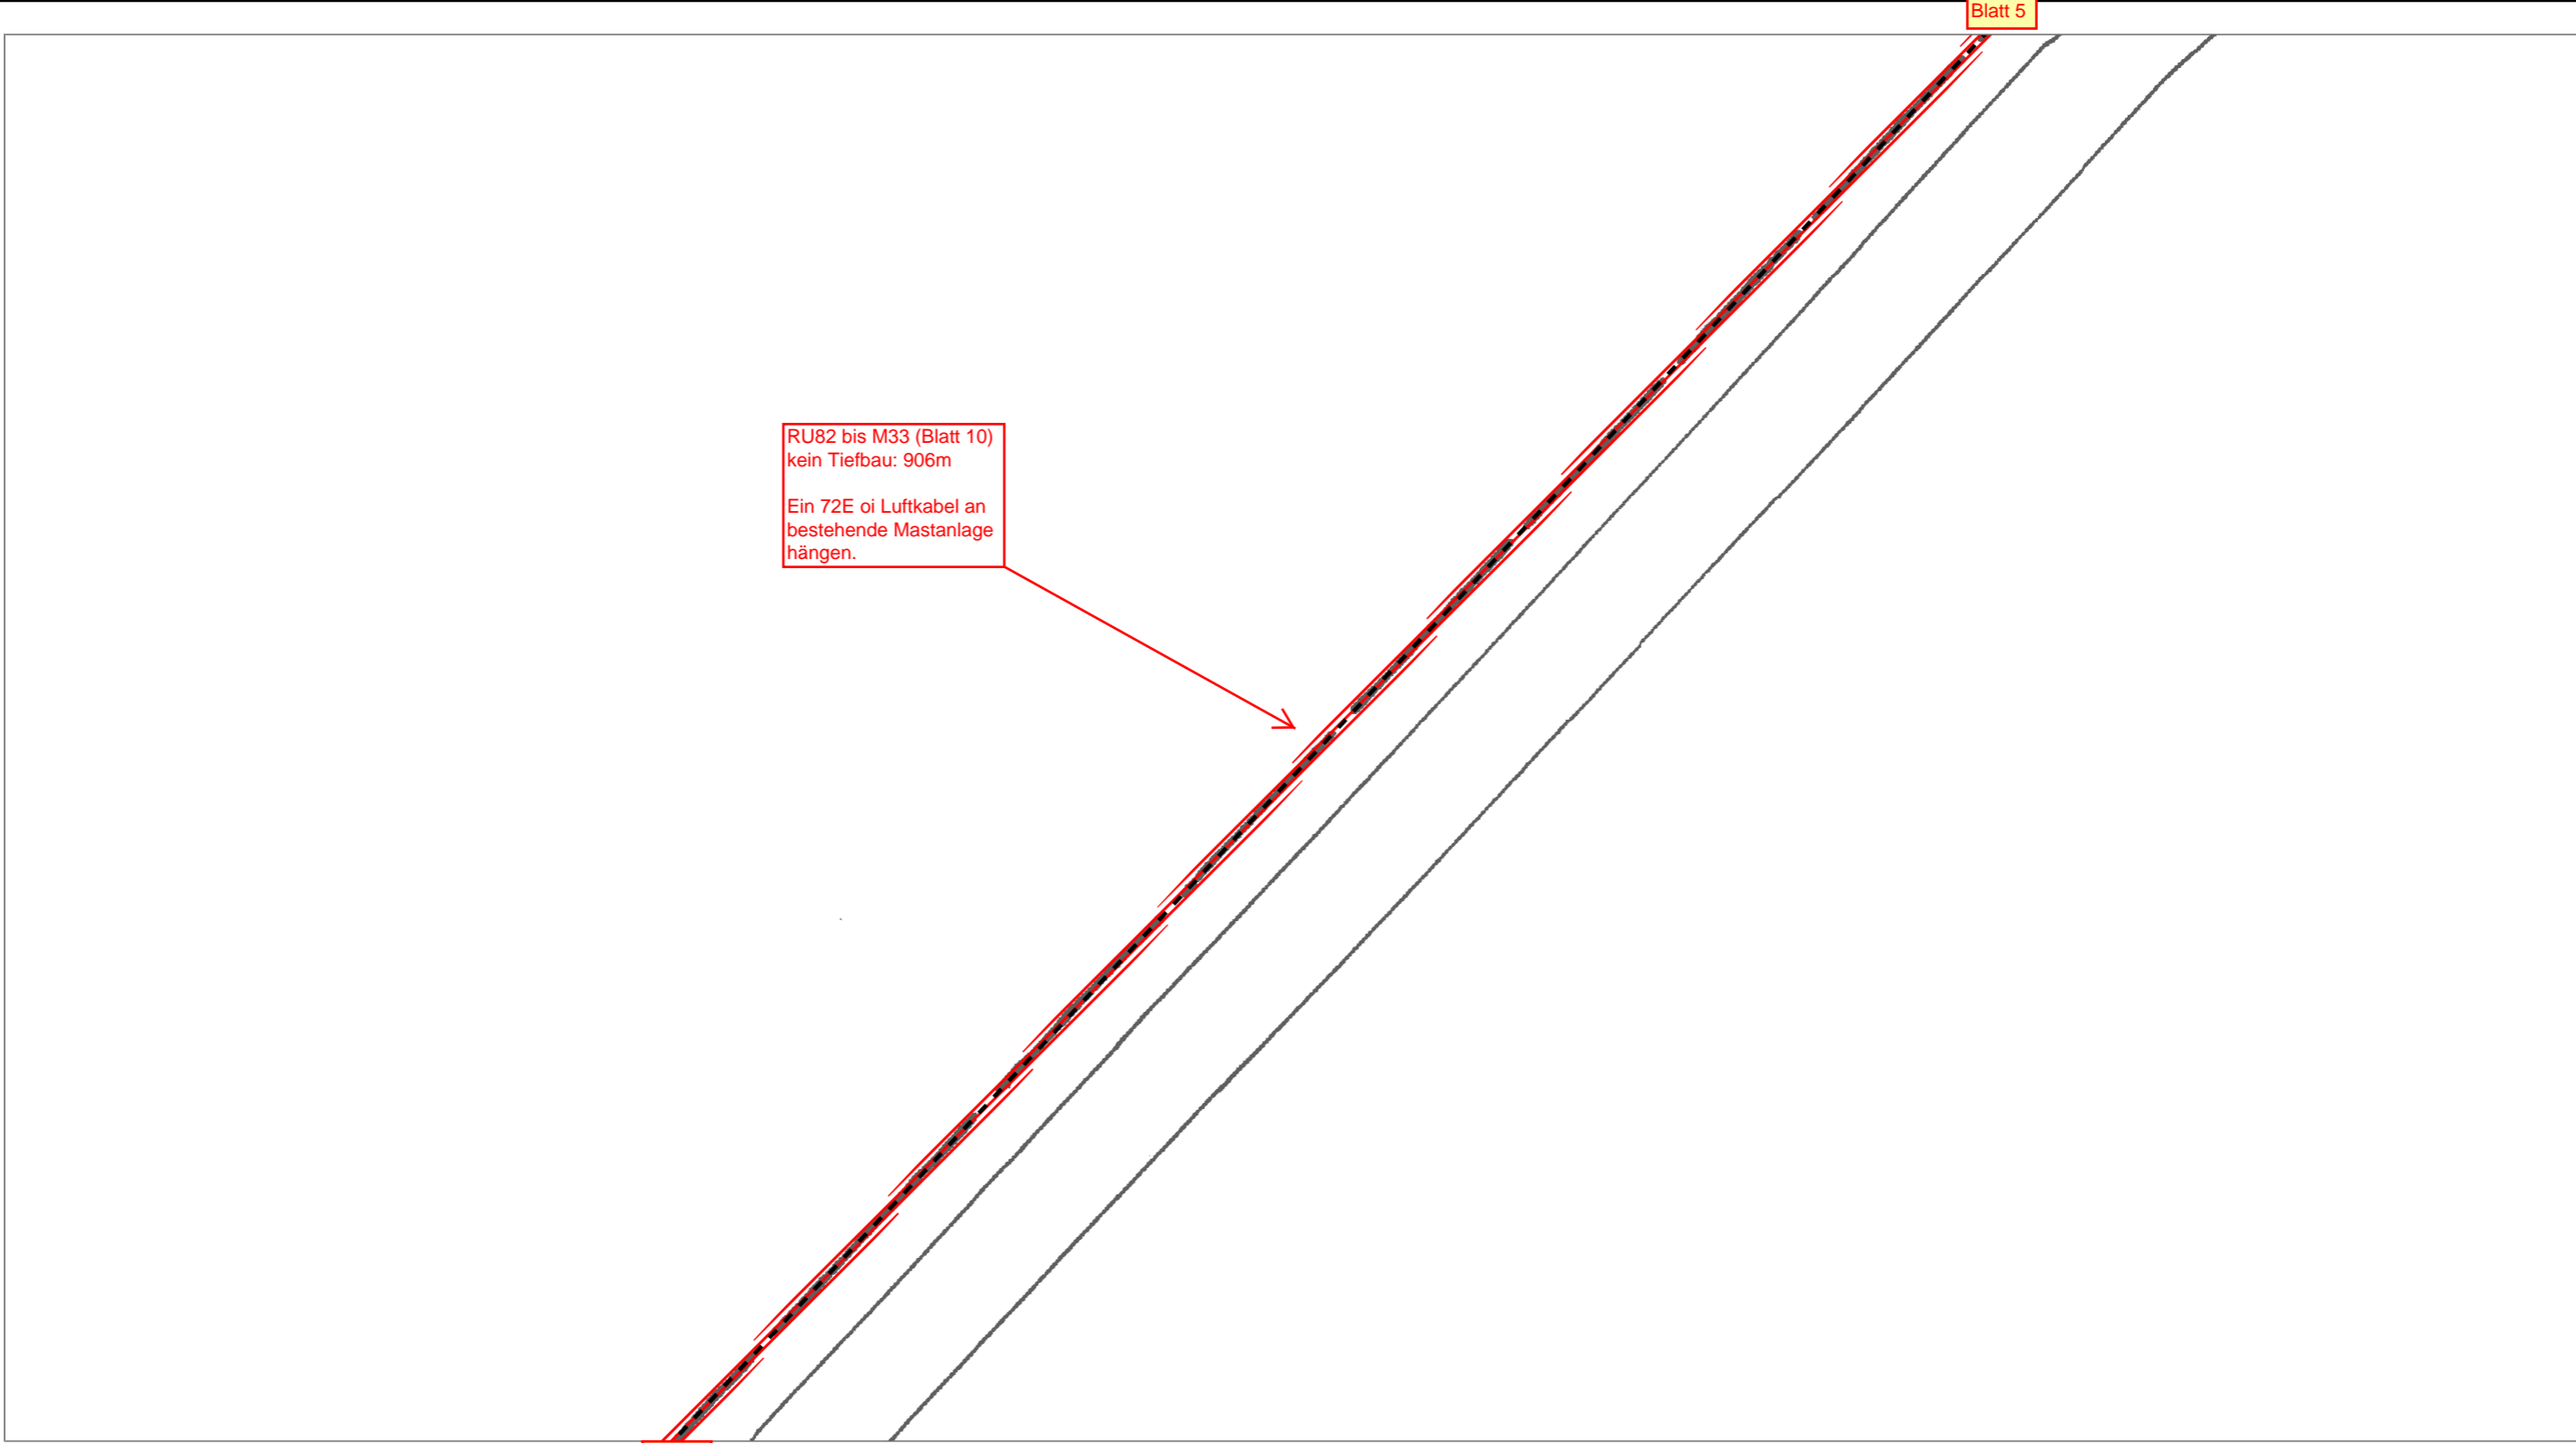 Blatt 5
RU82 bis M33 (Blatt 10)
kein Tiefbau: 906m
Ein 72E oi Luftkabel an
bestehende Mastanlage
hängen.